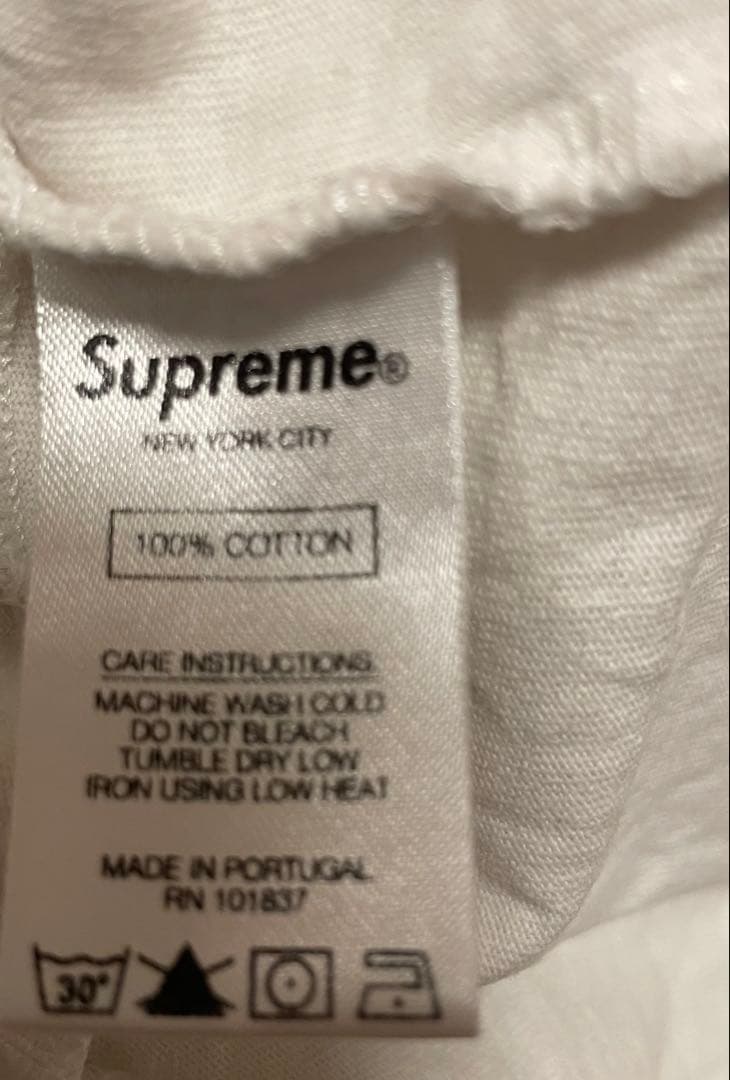 Supreme®
NEW YORK CITY
100% COTTON
CARE INSTRUCTIONS
MACHINE WASH COLD
DO NOT BLEACH
TUMBLE DRY LOW
IRON USING LOW HEAT
MADE IN PORTUGAL
RN 101837
30°